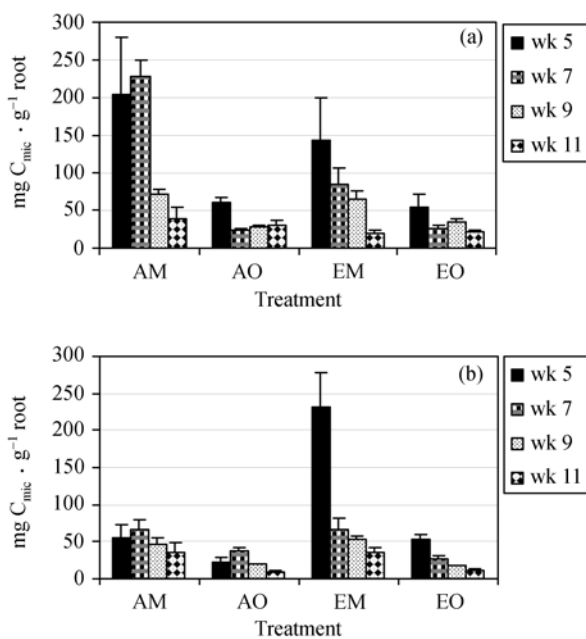 300
250
200
150
100
50
0
mg Cmic · g⁻¹ root
(a)
AM AO EM EO
Treatment
wk 5
wk 7
wk 9
wk 11
300
250
200
150
100
50
0
mg Cmic · g⁻¹ root
(b)
AM AO EM EO
Treatment
wk 5
wk 7
wk 9
wk 11